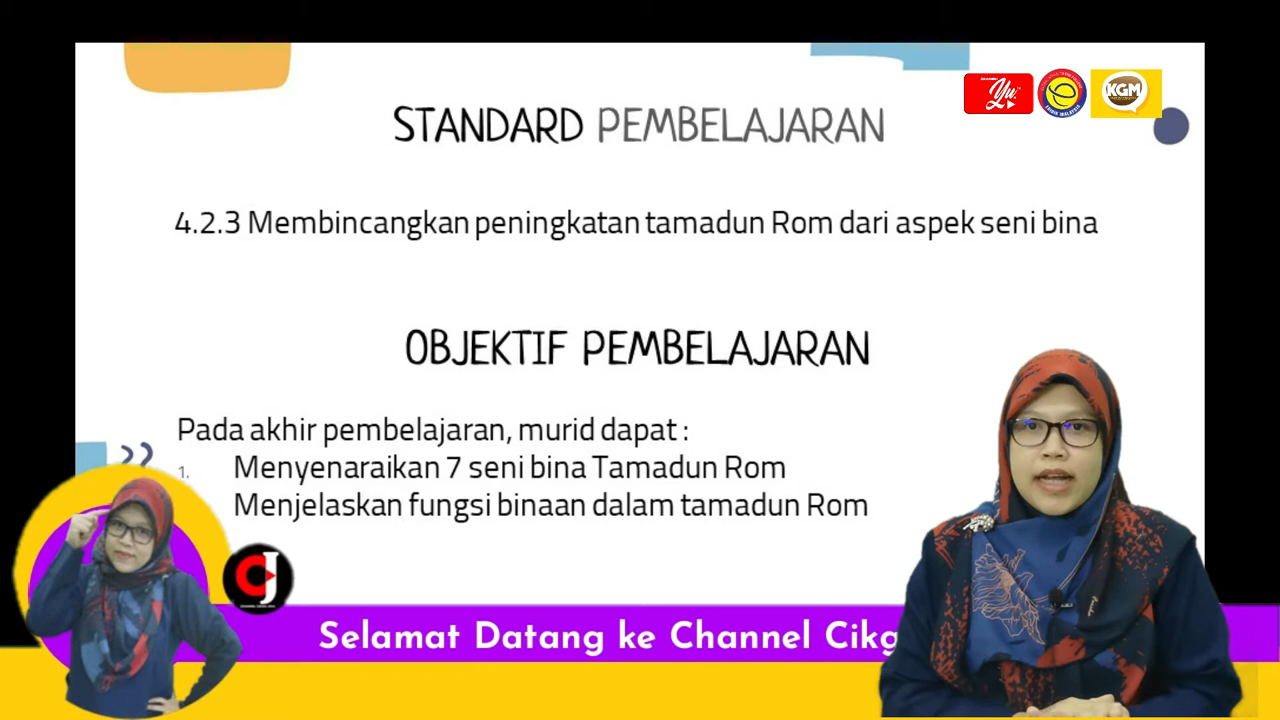 STANDARD PEMBELAJARAN
KGM
4.2.3 Membincangkan peningkatan tamadun Rom dari aspek seni bina
OBJEKTIF PEMBELAJARAN
Pada akhir pembelajaran, murid dapat :
1. Menyenaraikan 7 seni bina Tamadun Rom
Menjelaskan fungsi binaan dalam tamadun Rom
CJ
Selamat Datang ke Channel Cikg